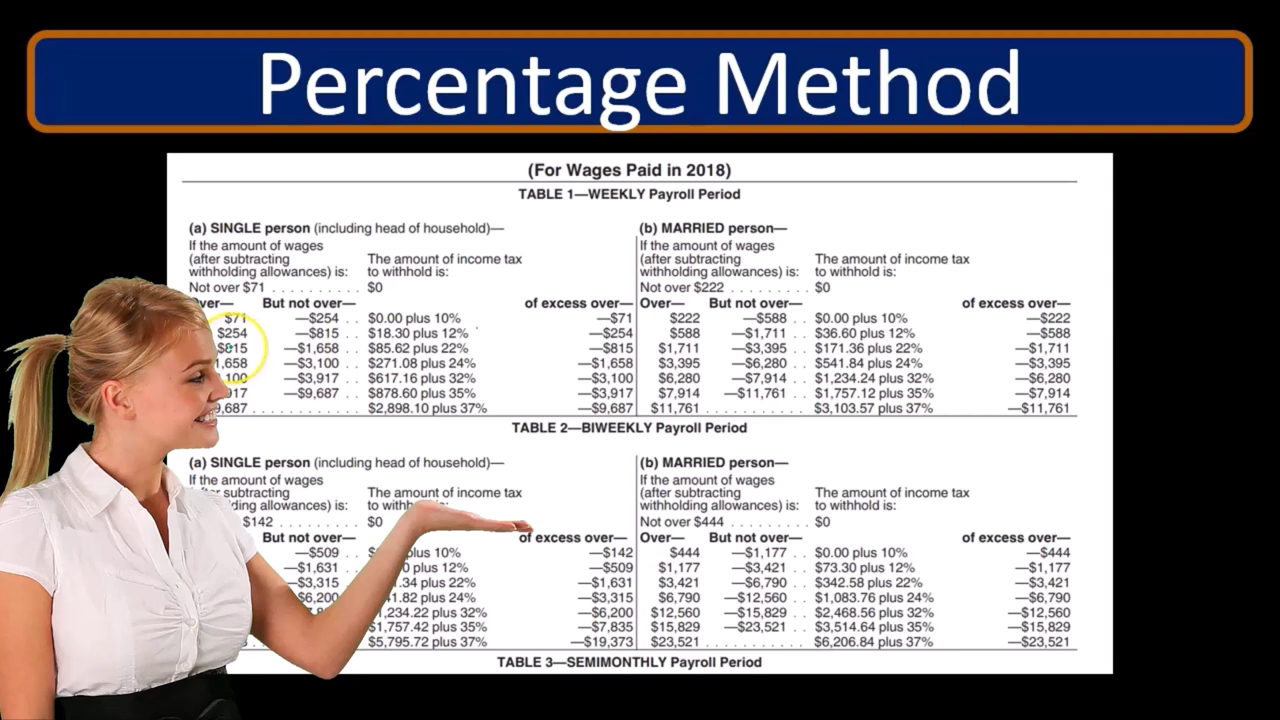 Percentage Method
(For Wages Paid in 2018)
TABLE 1—WEEKLY Payroll Period
(a) SINGLE person (including head of household)—
If the amount of wages
(after subtracting The amount of income tax
withholding allowances) is: to withhold is:
Not over $71 . . . . . . . . . . $0
Over— But not over— of excess over—
$71 —$254 . . $0.00 plus 10% —$71
$254 —$815 . . $18.30 plus 12% —$254
$815 —$1,658 . . $85.62 plus 22% —$815
—$3,100 . . $271.08 plus 24% —$1,658
—$3,917 . . $617.16 plus 32% —$3,100
—$9,687 . . $878.60 plus 35% —$3,917
. . . . . . . . . . . $2,898.10 plus 37% —$9,687
(b) MARRIED person—
If the amount of wages
(after subtracting The amount of income tax
withholding allowances) is: to withhold is:
Not over $222 . . . . . . . . . $0
Over— But not over— of excess over—
$222 —$588 . . $0.00 plus 10% —$222
$588 —$1,711 . . $36.60 plus 12% —$588
$1,711 —$3,395 . . $171.36 plus 22% —$1,711
$3,395 —$6,280 . . $541.84 plus 24% —$3,395
$6,280 —$7,914 . . $1,234.24 plus 32% —$6,280
$7,914 —$11,761 . . $1,757.12 plus 35% —$7,914
$11,761 . . . . . . . . . . . $3,103.57 plus 37% —$11,761
TABLE 2—BIWEEKLY Payroll Period
(a) SINGLE person (including head of household)—
If the amount of wages
subtracting The amount of income tax
allowances) is:
$142 . . . . . . . . . $0
But not over— of excess over—
—$509 . . plus 10% —$142
—$1,631 . . plus 12% —$509
—$3,315 plus 22% —$1,631
plus 24% —$3,315
plus 32% —$6,200
$1,757.42 plus 35% —$7,835
$5,795.72 plus 37% —$19,373
(b) MARRIED person—
If the amount of wages
(after subtracting The amount of income tax
withholding allowances) is: to withhold is:
Not over $444 . . . . . . . . . $0
Over— But not over— of excess over—
$444 —$1,177 . . $0.00 plus 10% —$444
$1,177 —$3,421 . . $73.30 plus 12% —$1,177
$3,421 —$6,790 . . $342.58 plus 22% —$3,421
$6,790 —$12,560 . . $1,083.76 plus 24% —$6,790
$12,560 —$15,829 . . $2,468.56 plus 32% —$12,560
$15,829 —$23,521 . . $3,514.64 plus 35% —$15,829
$23,521 . . . . . . . . . . . $6,206.84 plus 37% —$23,521
TABLE 3—SEMIMONTHLY Payroll Period